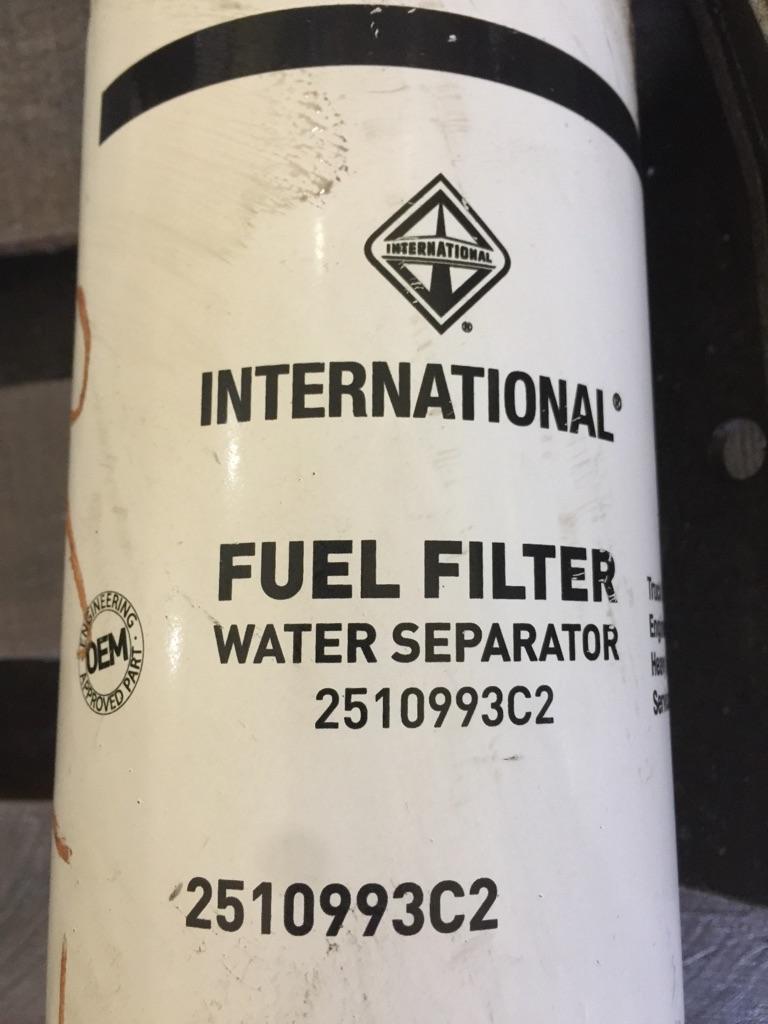 INTERNATIONAL
®
INTERNATIONAL®
FUEL FILTER
WATER SEPARATOR
2510993C2
ENGINEERING
OEM
APPROVED PART
2510993C2